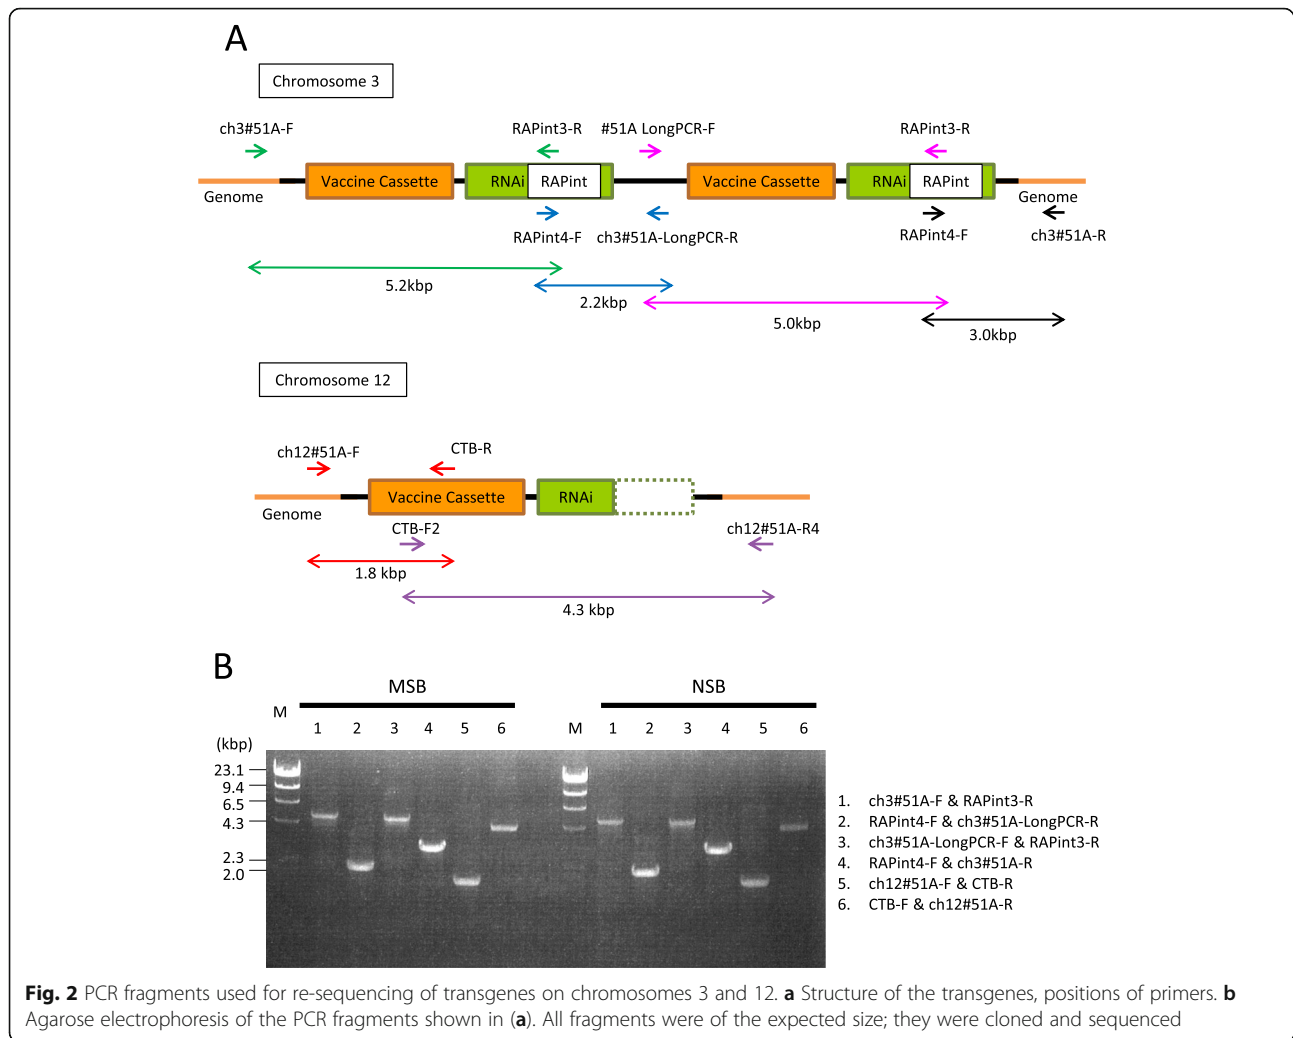 A
Chromosome 3
ch3#51A-F
RAPint3-R
#51A LongPCR-F
RAPint3-R
Vaccine Cassette
RNAi
RAPint
Vaccine Cassette
RNAi
RAPint
Genome
Genome
RAPint4-F
ch3#51A-LongPCR-R
RAPint4-F
ch3#51A-R
5.2kbp
2.2kbp
5.0kbp
3.0kbp
Chromosome 12
ch12#51A-F
CTB-R
Vaccine Cassette
RNAi
Genome
CTB-F2
ch12#51A-R4
1.8 kbp
4.3 kbp
B
MSB
NSB
M
1 2 3 4 5 6
M
1 2 3 4 5 6
(kbp)
23.1
9.4
6.5
4.3
2.3
2.0
1. ch3#51A-F & RAPint3-R
2. RAPint4-F & ch3#51A-LongPCR-R
3. ch3#51A-LongPCR-F & RAPint3-R
4. RAPint4-F & ch3#51A-R
5. ch12#51A-F & CTB-R
6. CTB-F & ch12#51A-R
Fig. 2 PCR fragments used for re-sequencing of transgenes on chromosomes 3 and 12. a Structure of the transgenes, positions of primers. b
Agarose electrophoresis of the PCR fragments shown in (a). All fragments were of the expected size; they were cloned and sequenced